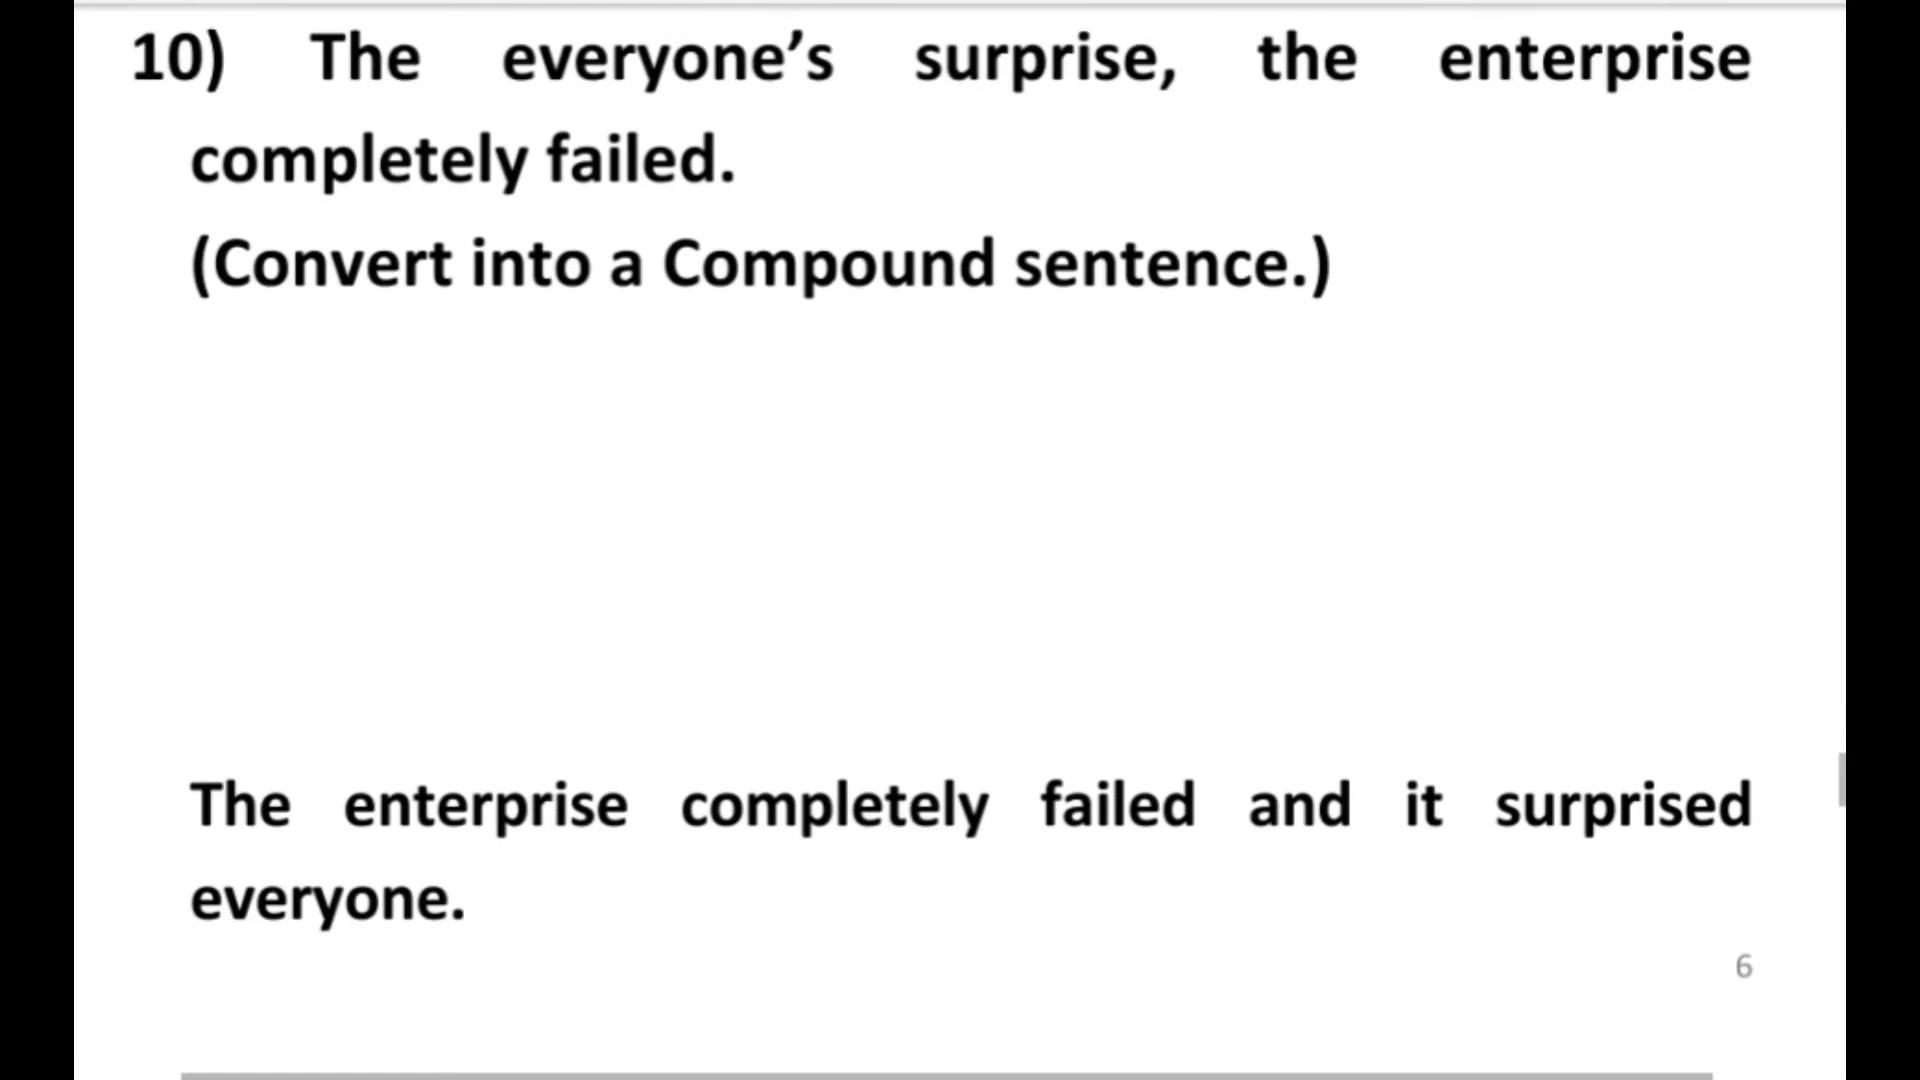 10) The everyone’s surprise, the enterprise
completely failed.
(Convert into a Compound sentence.)
The enterprise completely failed and it surprised
everyone.
6